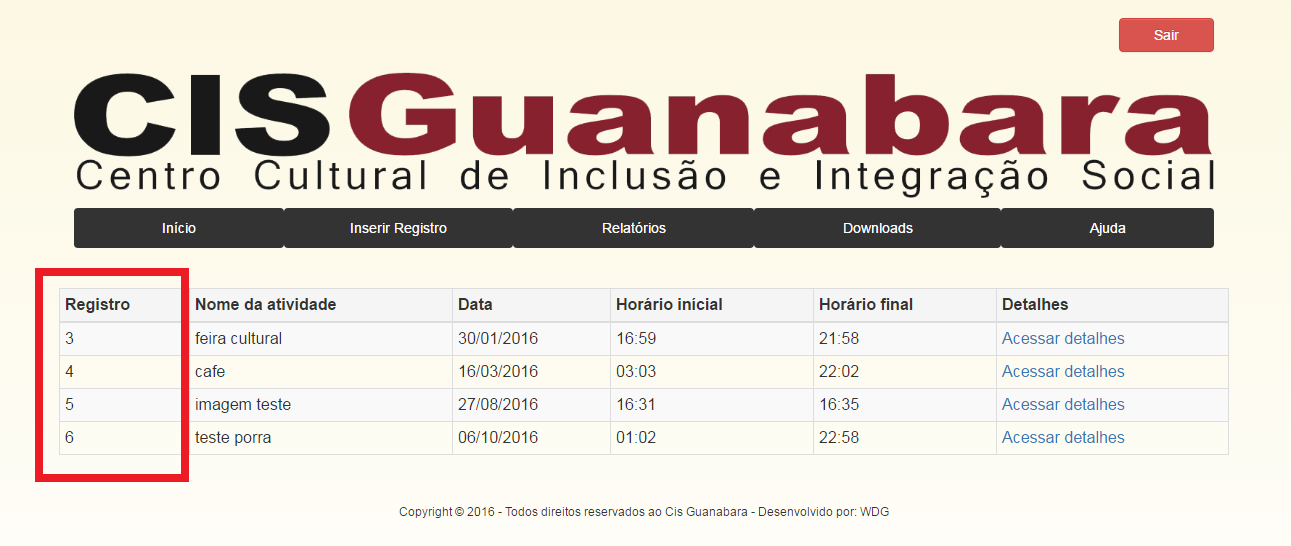 Sair
CISGuanabara
Centro Cultural de Inclusão e Integração Social
Início Inserir Registro Relatórios Downloads Ajuda
Registro Nome da atividade Data Horário inicial Horário final Detalhes
3 feira cultural 30/01/2016 16:59 21:58 Acessar detalhes
4 cafe 16/03/2016 03:03 22:02 Acessar detalhes
5 imagem teste 27/08/2016 16:31 16:35 Acessar detalhes
6 teste porra 06/10/2016 01:02 22:58 Acessar detalhes
Copyright © 2016 - Todos direitos reservados ao Cis Guanabara - Desenvolvido por: WDG